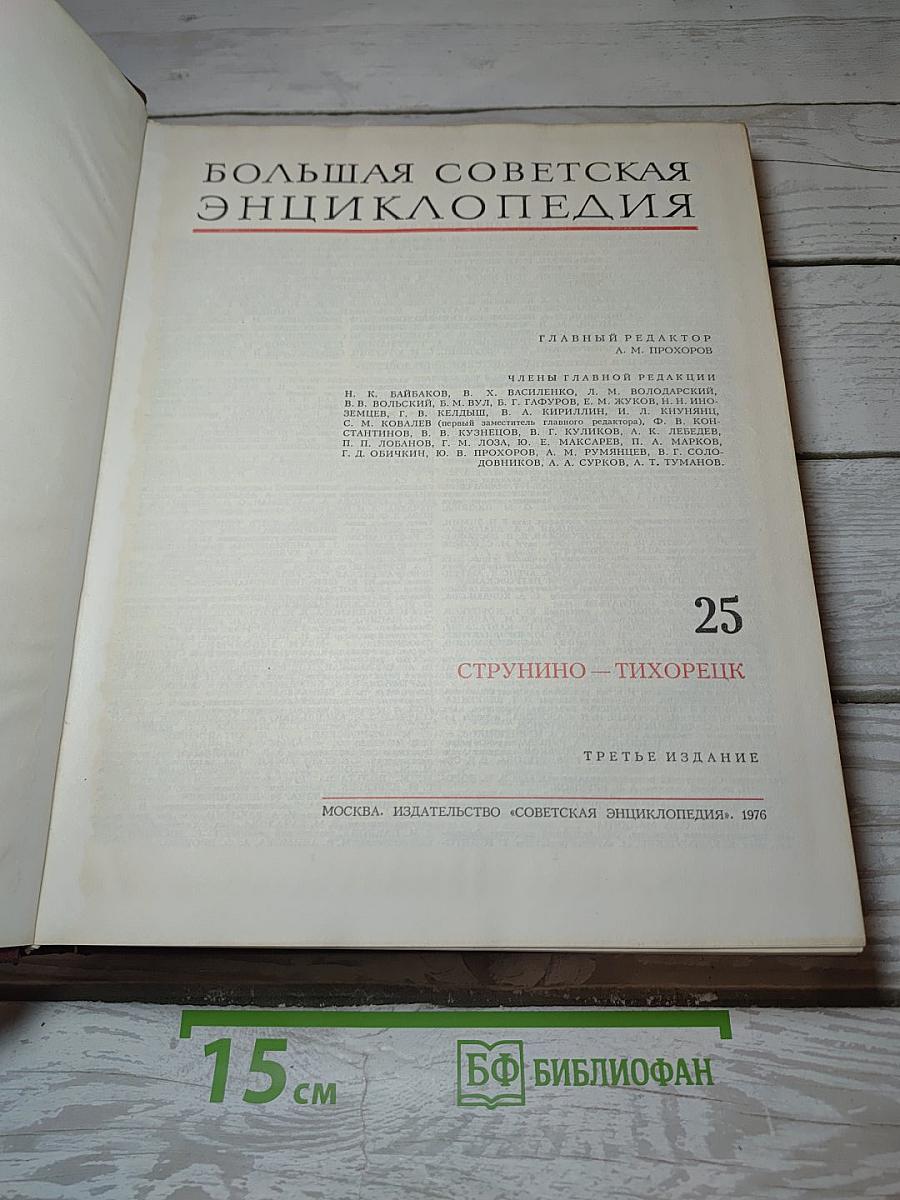 БОЛЬШАЯ СОВЕТСКАЯ
ЭНЦИКЛОПЕДИЯ
ГЛАВНЫЙ РЕДАКТОР
А. М. ПРОХОРОВ
ЧЛЕНЫ ГЛАВНОЙ РЕДАКЦИИ
Н. К. БАЙБАКОВ, В. Х. ВАСИЛЕНКО, Л. М. ВОЛОДАРСКИЙ,
В. В. ВОЛЬСКИЙ, Б. М. ВУЛ, Б. Г. ГАФУРОВ, Е. М. ЖУКОВ, Н. Н. ИНО-
ЗЕМЦЕВ, Г. В. КЕЛДЫШ, В. А. КИРИЛЛИН, И. Л. КНУНЯНЦ,
С. М. КОВАЛЕВ (первый заместитель главного редактора), Ф. В. КОН-
СТАНТИНОВ, В. В. КУЗНЕЦОВ, В. Г. КУЛИКОВ, А. К. ЛЕБЕДЕВ,
П. П. ЛОБАНОВ, Г. М. ЛОЗА, Ю. Е. МАКСАРЕВ, П. А. МАРКОВ,
Г. Д. ОБИЧКИН, Ю. В. ПРОХОРОВ, А. М. РУМЯНЦЕВ, В. Г. СОЛО-
ДОВНИКОВ, А. А. СУРКОВ, А. Т. ТУМАНОВ.
25
СТРУНИНО — ТИХОРЕЦК
ТРЕТЬЕ ИЗДАНИЕ
МОСКВА. ИЗДАТЕЛЬСТВО «СОВЕТСКАЯ ЭНЦИКЛОПЕДИЯ». 1976
15 см
БФ БИБЛИОФАН